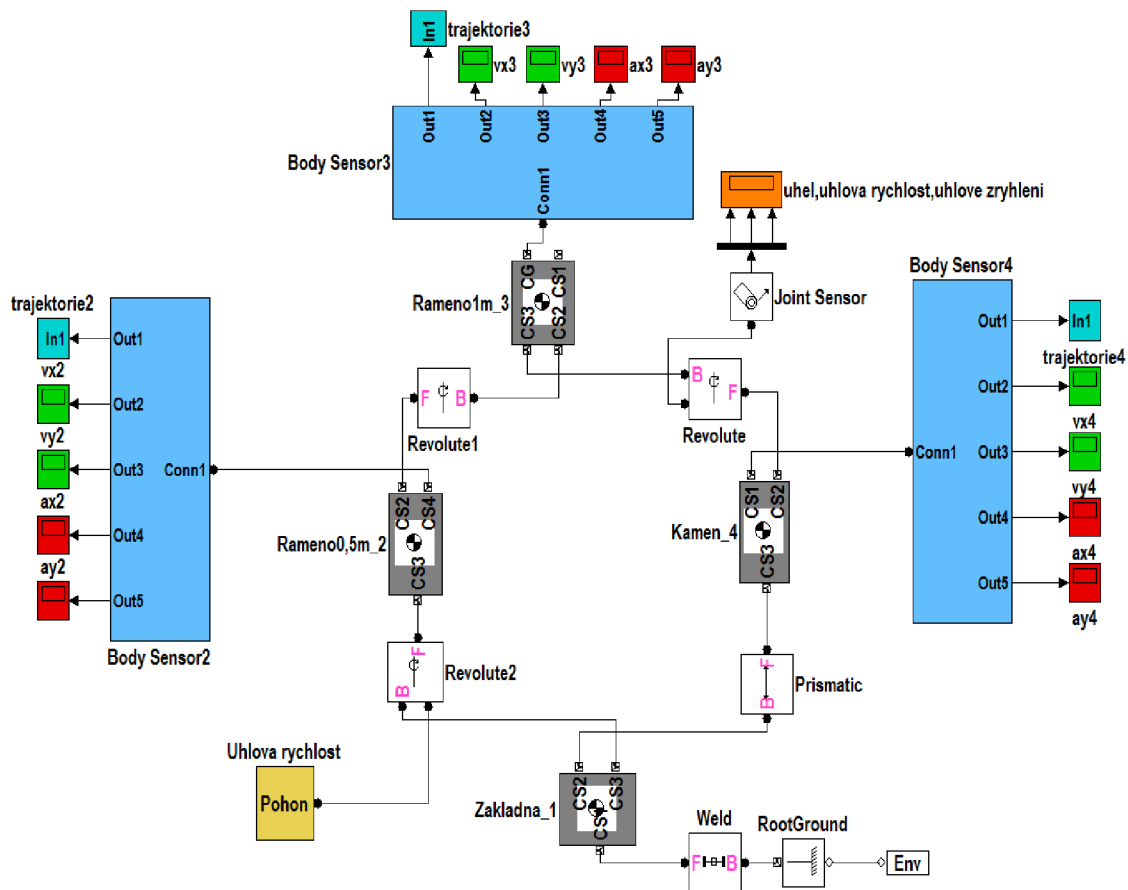 In1
trajektorie3
vx3
vy3
ax3
ay3
Out1
Out2
Out3
Out4
Out5
Body Sensor3
Conn1
uhel,uhlova rychlost,uhlove zryhleni
CG
CS1
Rameno1m_3
CS3
CS2
Joint Sensor
Body Sensor4
trajektorie2
In1
Out1
vx2
Out2
vy2
Conn1
Out3
ax2
Out4
ay2
Out5
Body Sensor2
F
B
Revolute1
B
F
Revolute
Out1
In1
trajektorie4
Out2
vx4
Conn1
Out3
vy4
Out4
ax4
Out5
ay4
CS2
CS4
Rameno0,5m_2
CS3
CS1
CS2
Kamen_4
CS3
F
B
Revolute2
F
B
Prismatic
Uhlova rychlost
Pohon
CS2
CS3
Zakladna_1
CS1
Weld
F
B
RootGround
Env